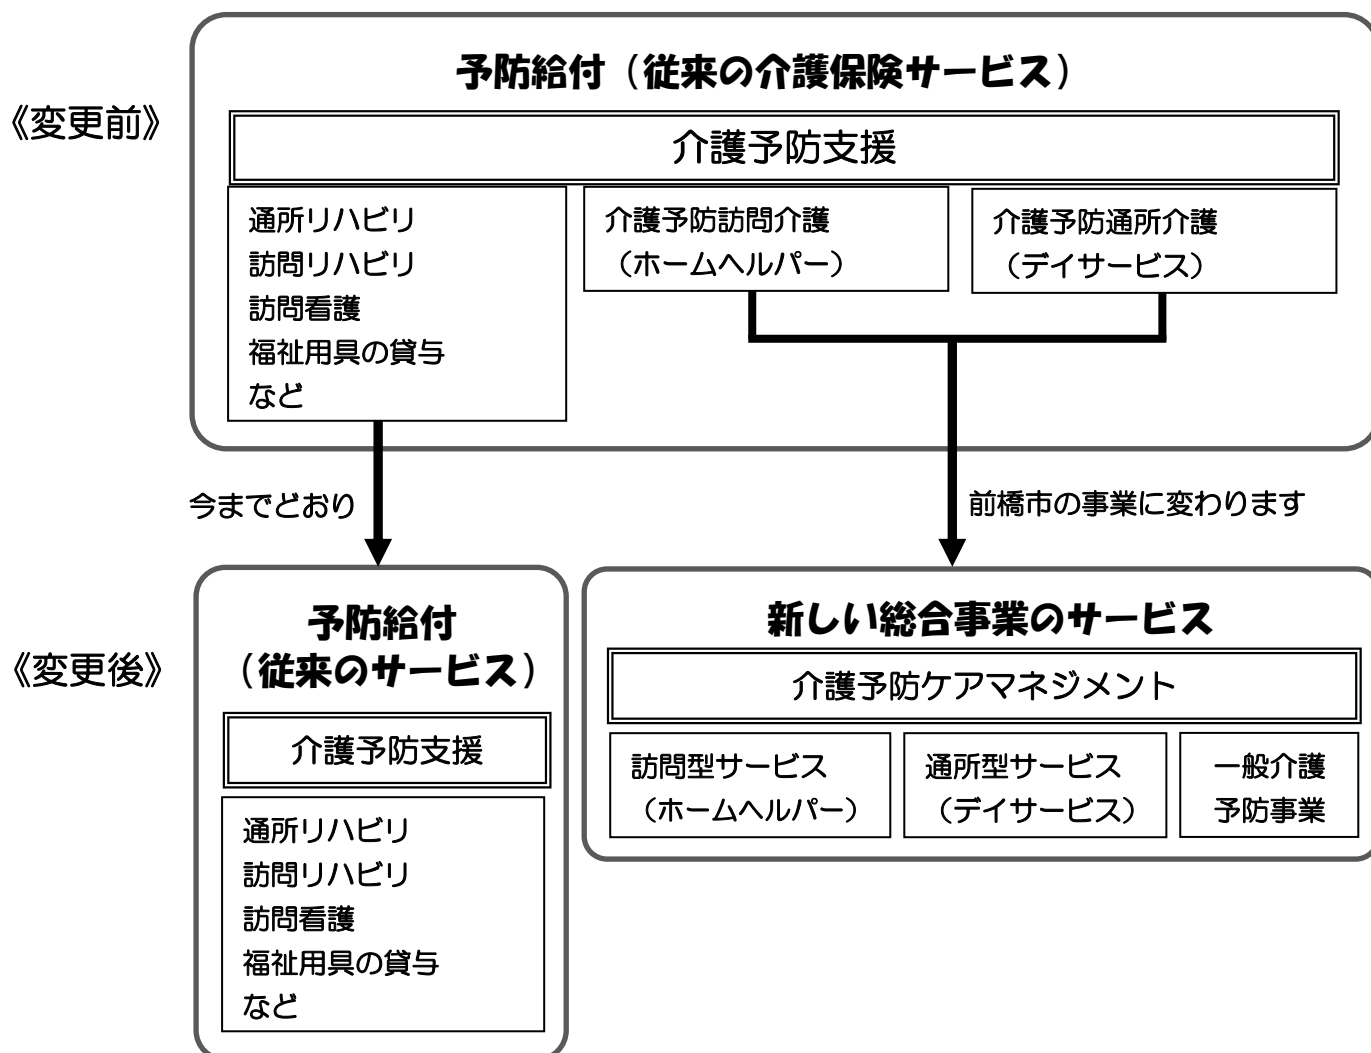 予防給付（従来の介護保険サービス）
《変更前》
介護予防支援
通所リハビリ
訪問リハビリ
訪問看護
福祉用具の貸与
など
介護予防訪問介護
（ホームヘルパー）
介護予防通所介護
（デイサービス）
今までどおり
前橋市の事業に変わります
《変更後》
予防給付
（従来のサービス）
介護予防支援
通所リハビリ
訪問リハビリ
訪問看護
福祉用具の貸与
など
新しい総合事業のサービス
介護予防ケアマネジメント
訪問型サービス
（ホームヘルパー）
通所型サービス
（デイサービス）
一般介護
予防事業